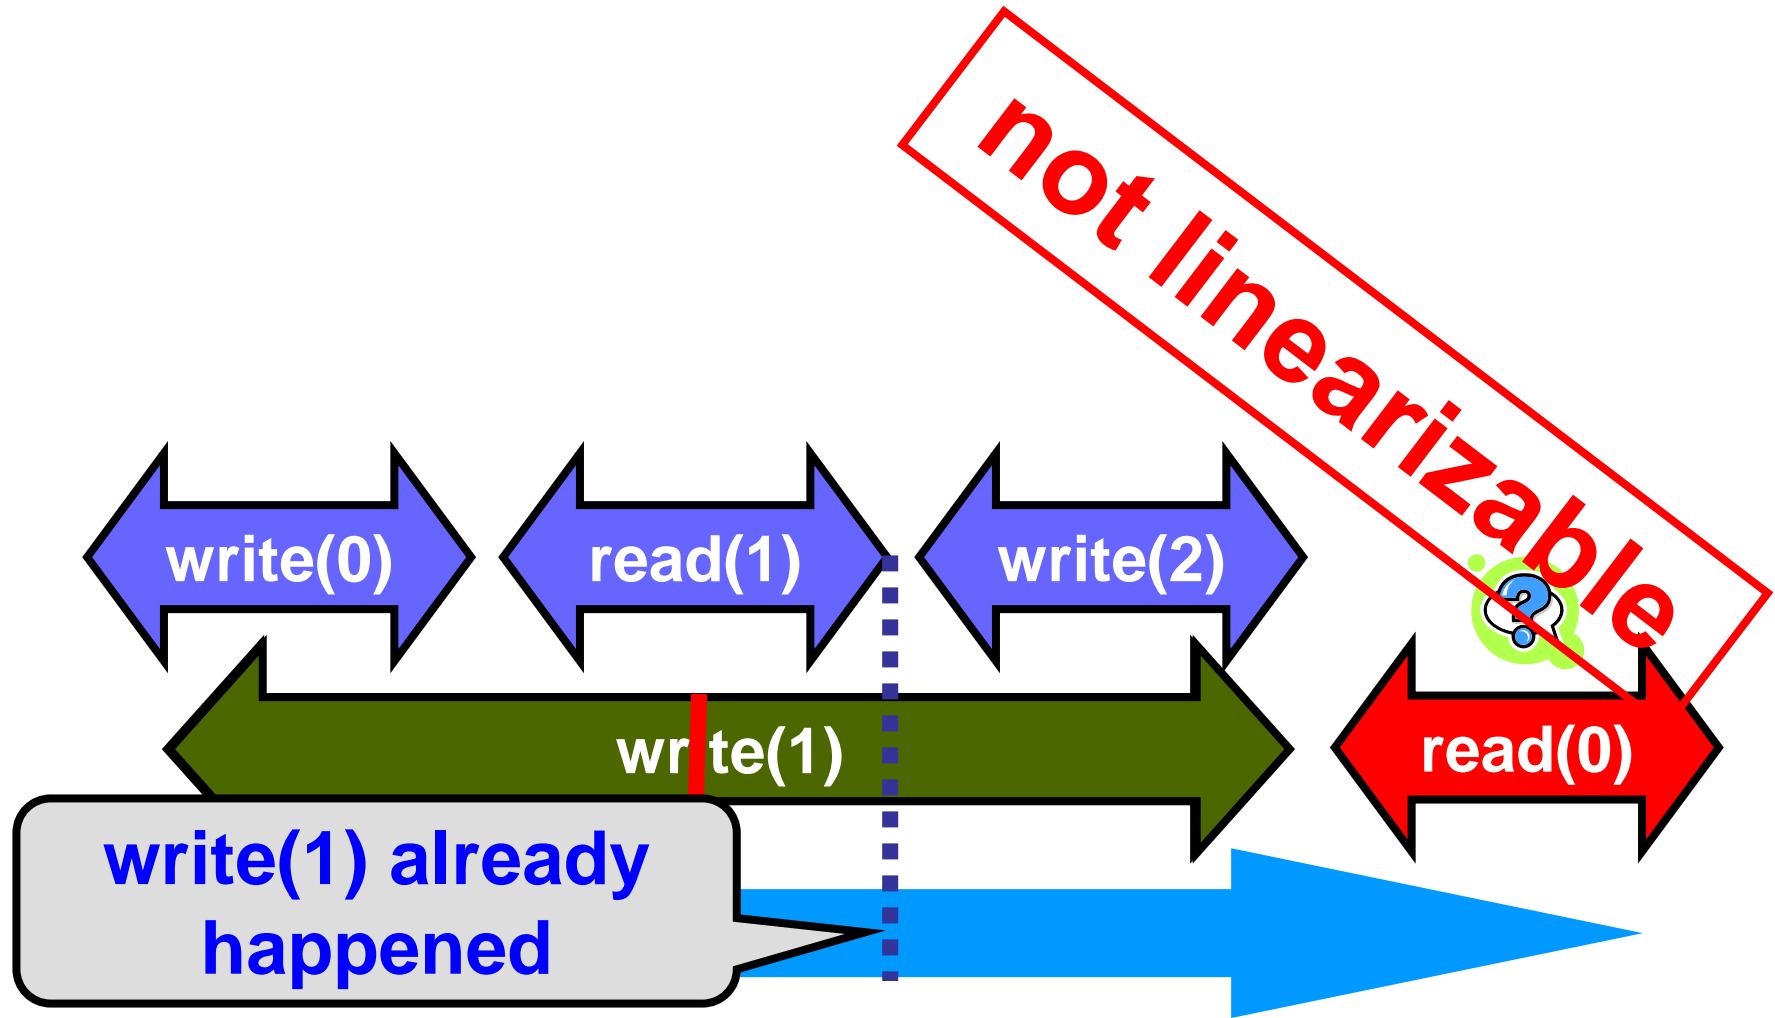 not linearizable
write(0) read(1) write(2)
?
write(1) read(0)
write(1) already
happened